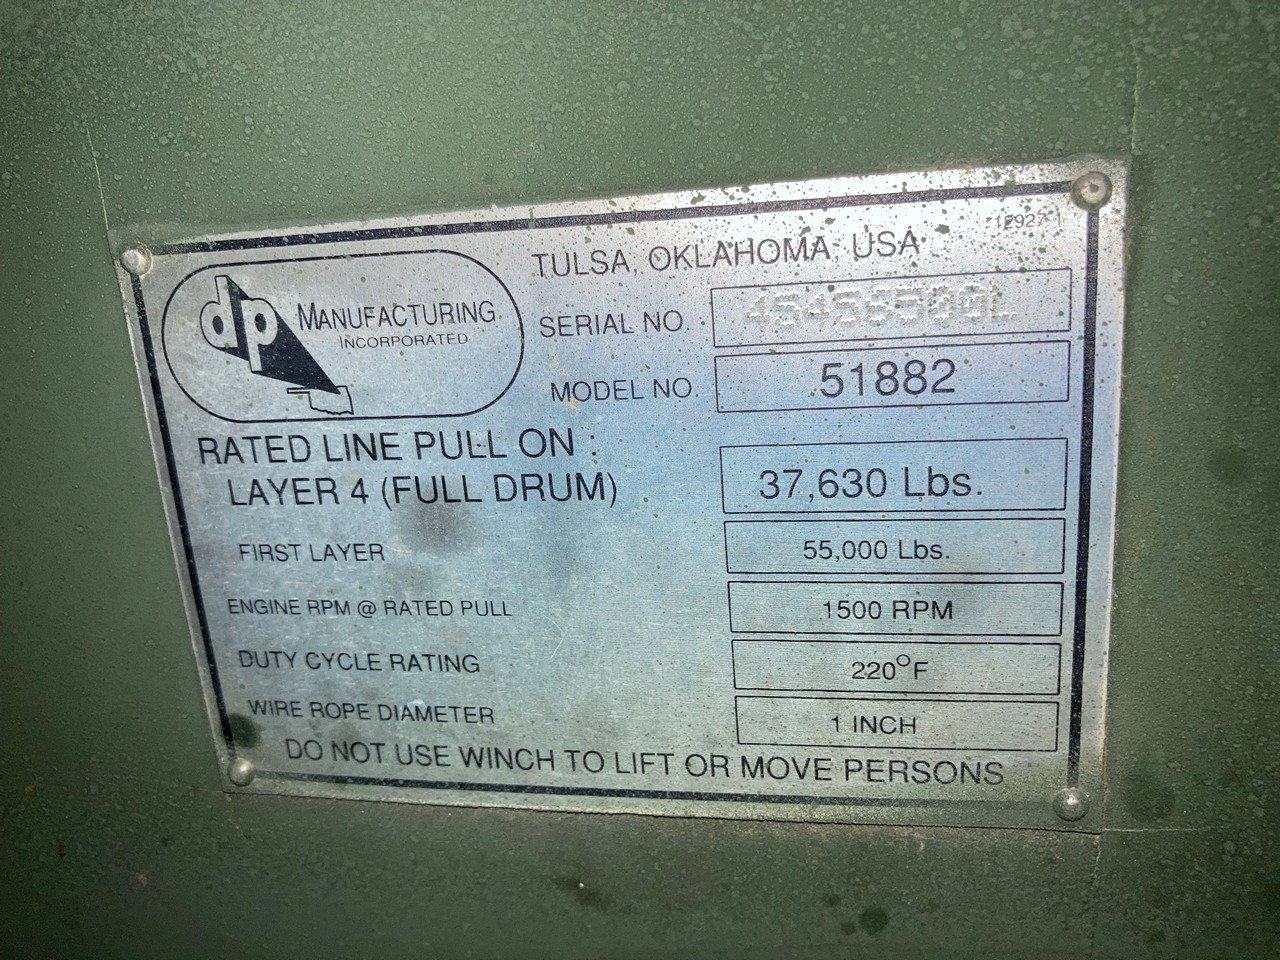 TULSA, OKLAHOMA, USA
dp MANUFACTURING
INCORPORATED
SERIAL NO.
MODEL NO. 51882
RATED LINE PULL ON :
LAYER 4 (FULL DRUM) 37,630 Lbs.
FIRST LAYER 55,000 Lbs.
ENGINE RPM @ RATED PULL 1500 RPM
DUTY CYCLE RATING 220°F
WIRE ROPE DIAMETER 1 INCH
DO NOT USE WINCH TO LIFT OR MOVE PERSONS